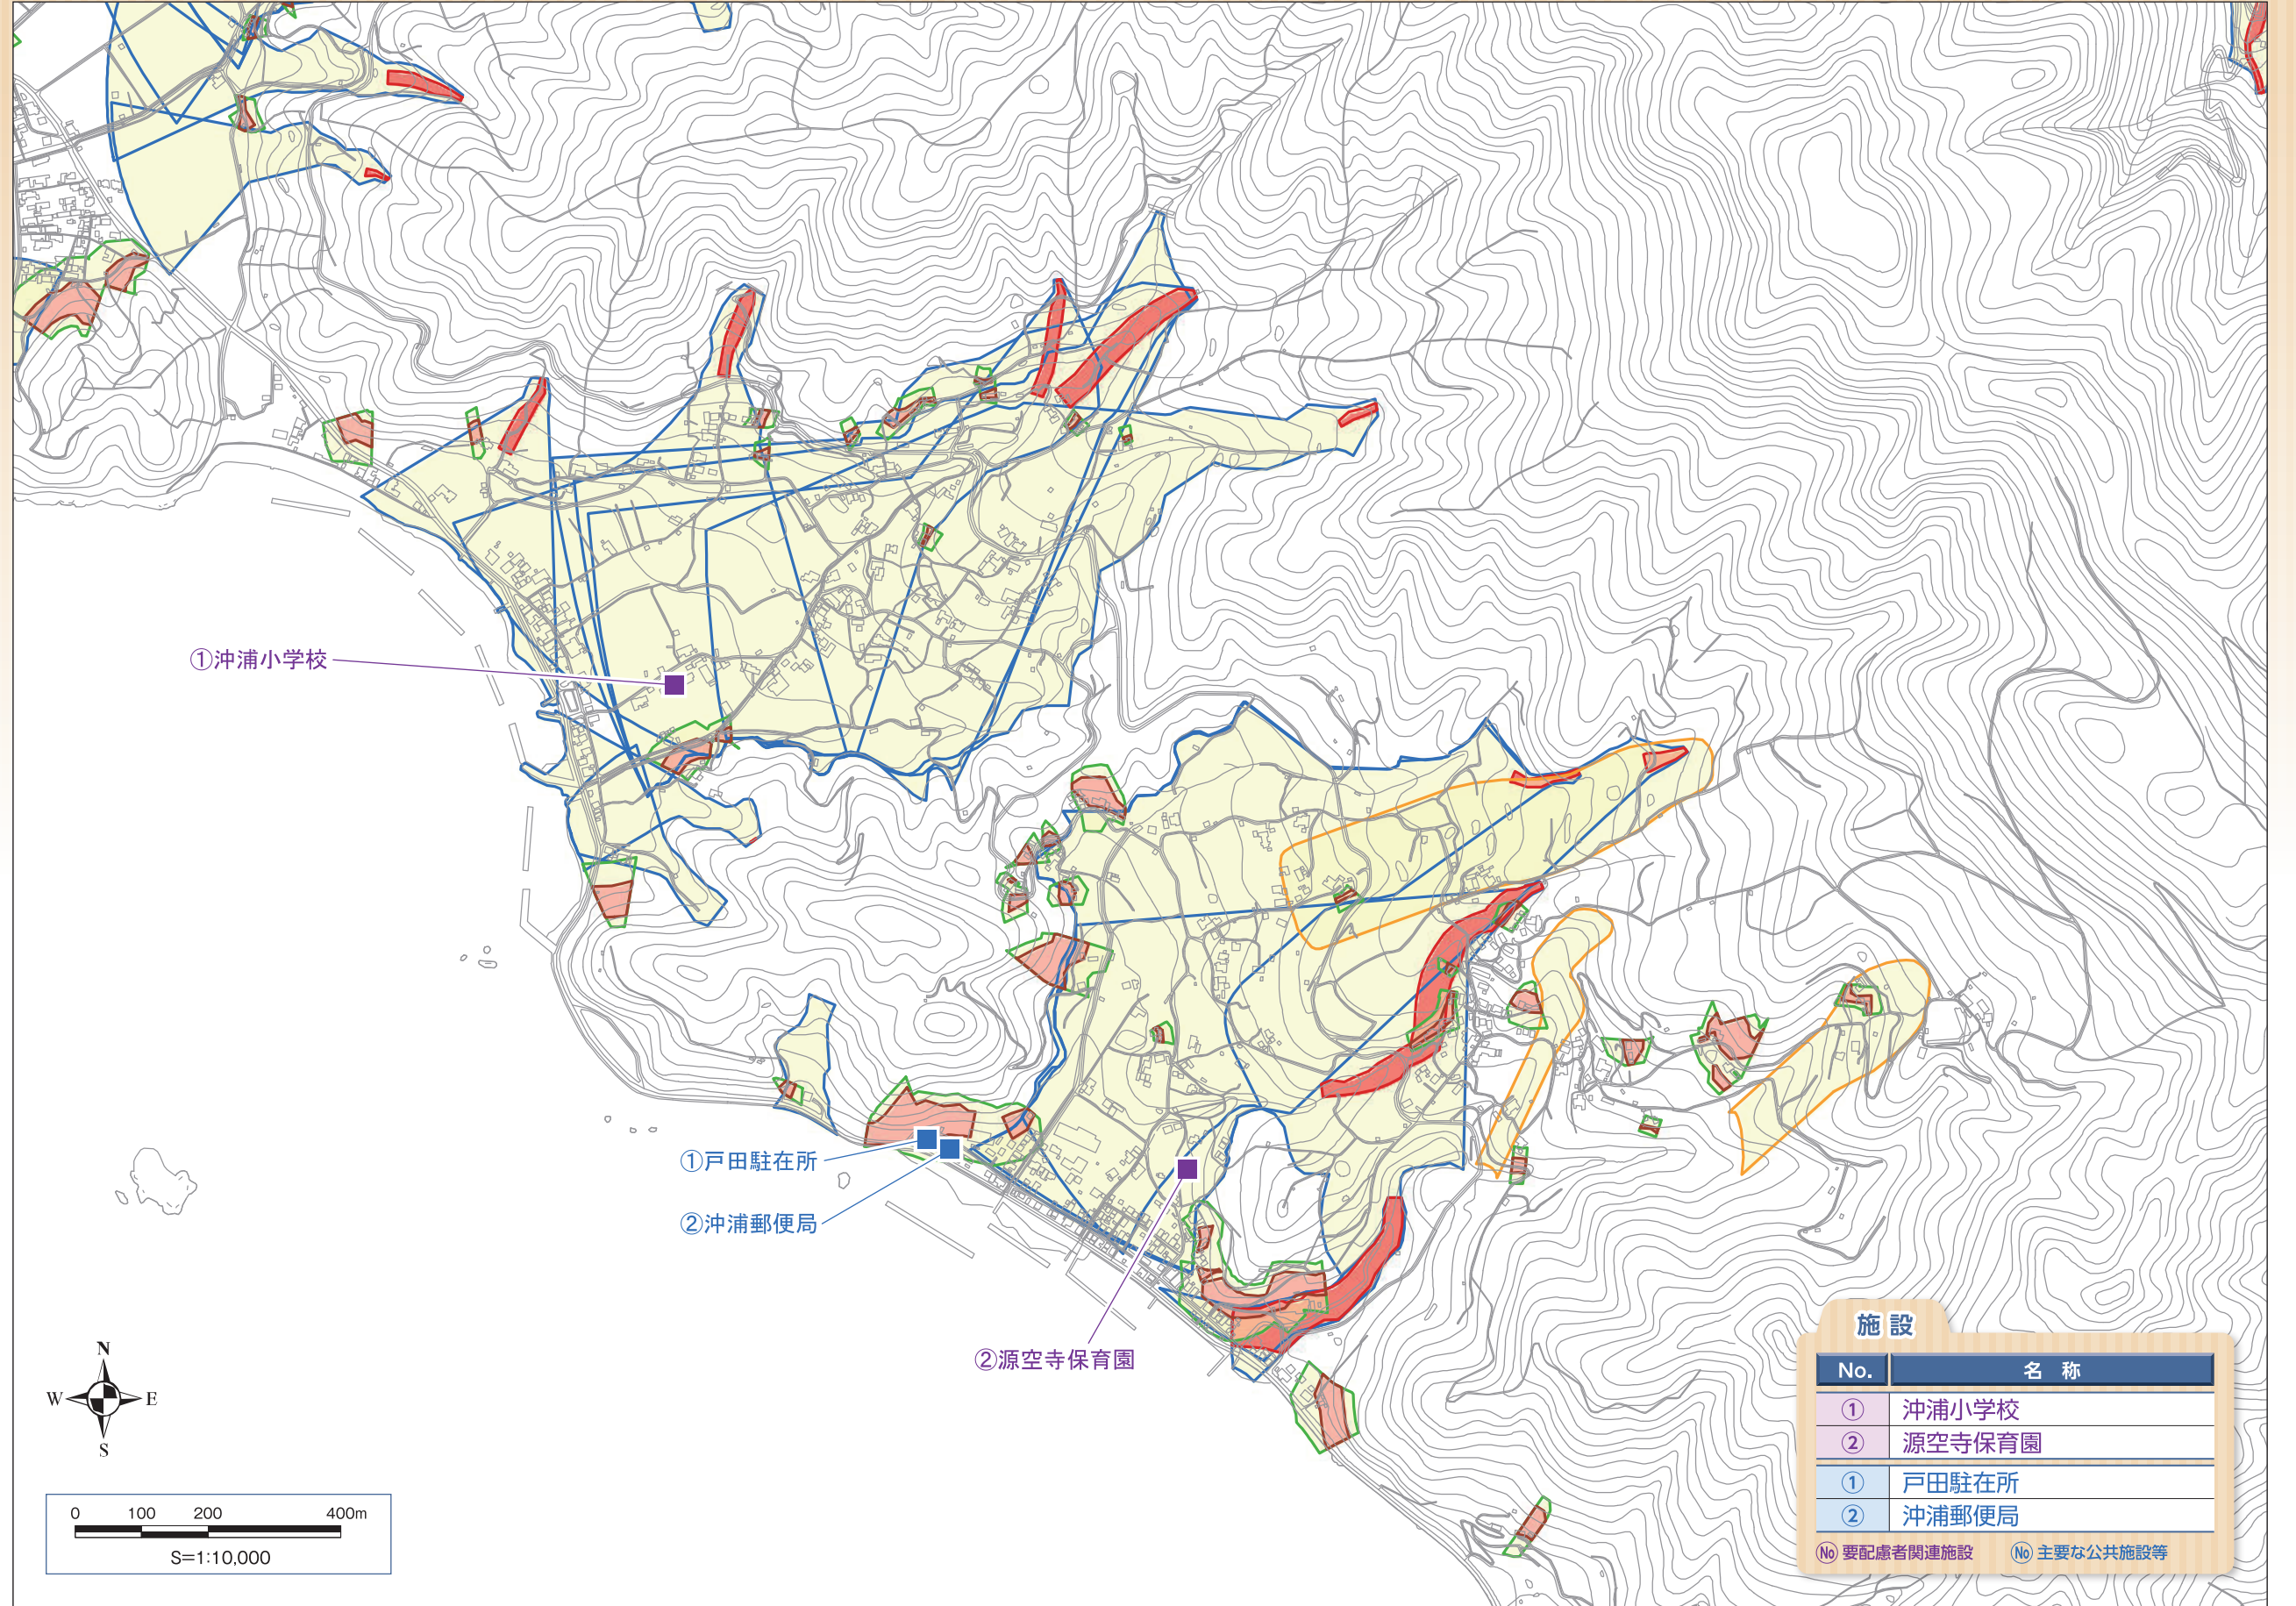 ①沖浦小学校
①戸田駐在所
②沖浦郵便局
②源空寺保育園
N
W E
S
0 100 200 400m
S=1:10,000
施設
No. 名 称
① 沖浦小学校
② 源空寺保育園
① 戸田駐在所
② 沖浦郵便局
No 要配慮者関連施設 No 主要な公共施設等